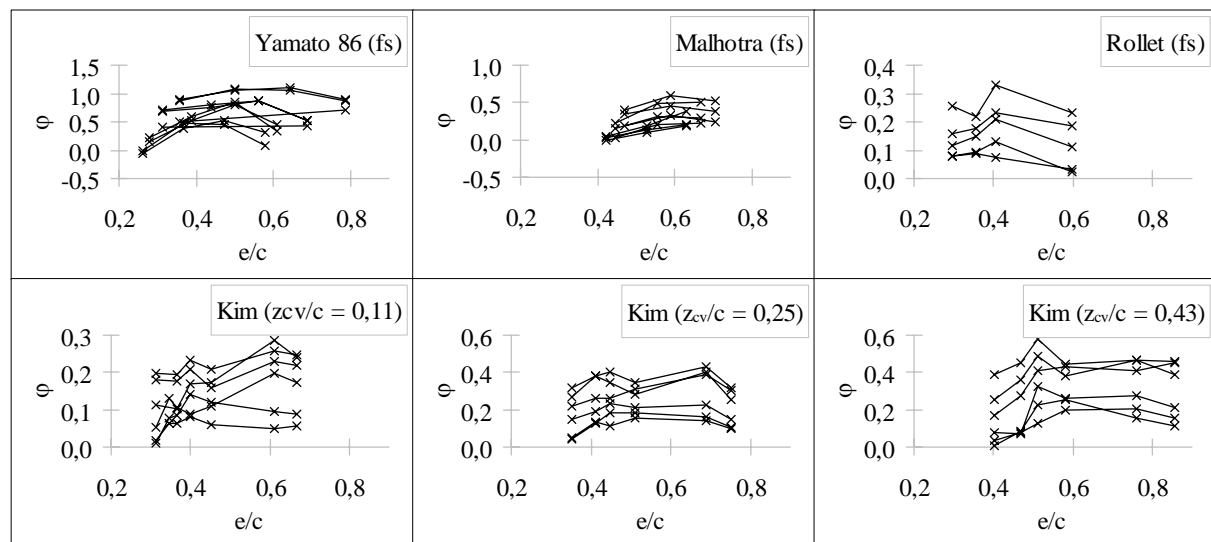 Yamato 86 (fs)
1,5
1,0
0,5
0,0
-0,5
φ
0,2 0,4 0,6 0,8
e/c
Malhotra (fs)
1,0
0,5
0,0
-0,5
φ
0,2 0,4 0,6 0,8
e/c
Rollet (fs)
0,4
0,3
0,2
0,1
0,0
φ
0,2 0,4 0,6 0,8
e/c
Kim (zcv/c = 0,11)
0,3
0,2
0,1
0,0
φ
0,2 0,4 0,6 0,8
e/c
Kim (zcv/c = 0,25)
0,6
0,4
0,2
0,0
φ
0,2 0,4 0,6 0,8
e/c
Kim (zcv/c = 0,43)
0,6
0,4
0,2
0,0
φ
0,2 0,4 0,6 0,8
e/c